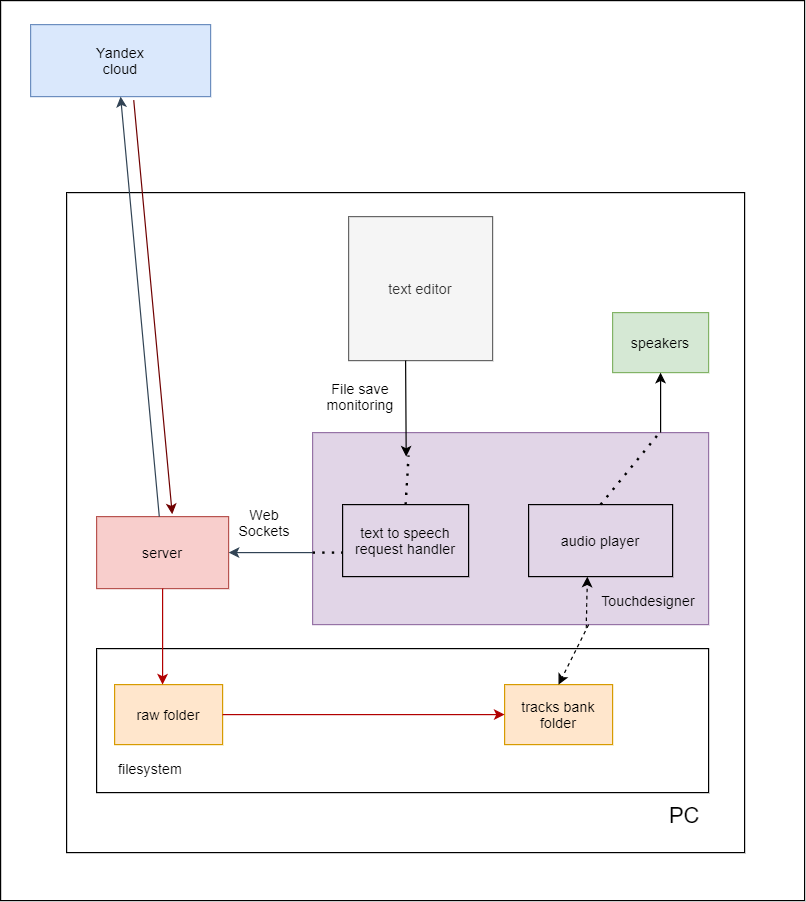 Yandex
cloud
text editor
speakers
File save
monitoring
Web
Sockets
text to speech
request handler
audio player
server
Touchdesigner
raw folder
tracks bank
folder
filesystem
PC